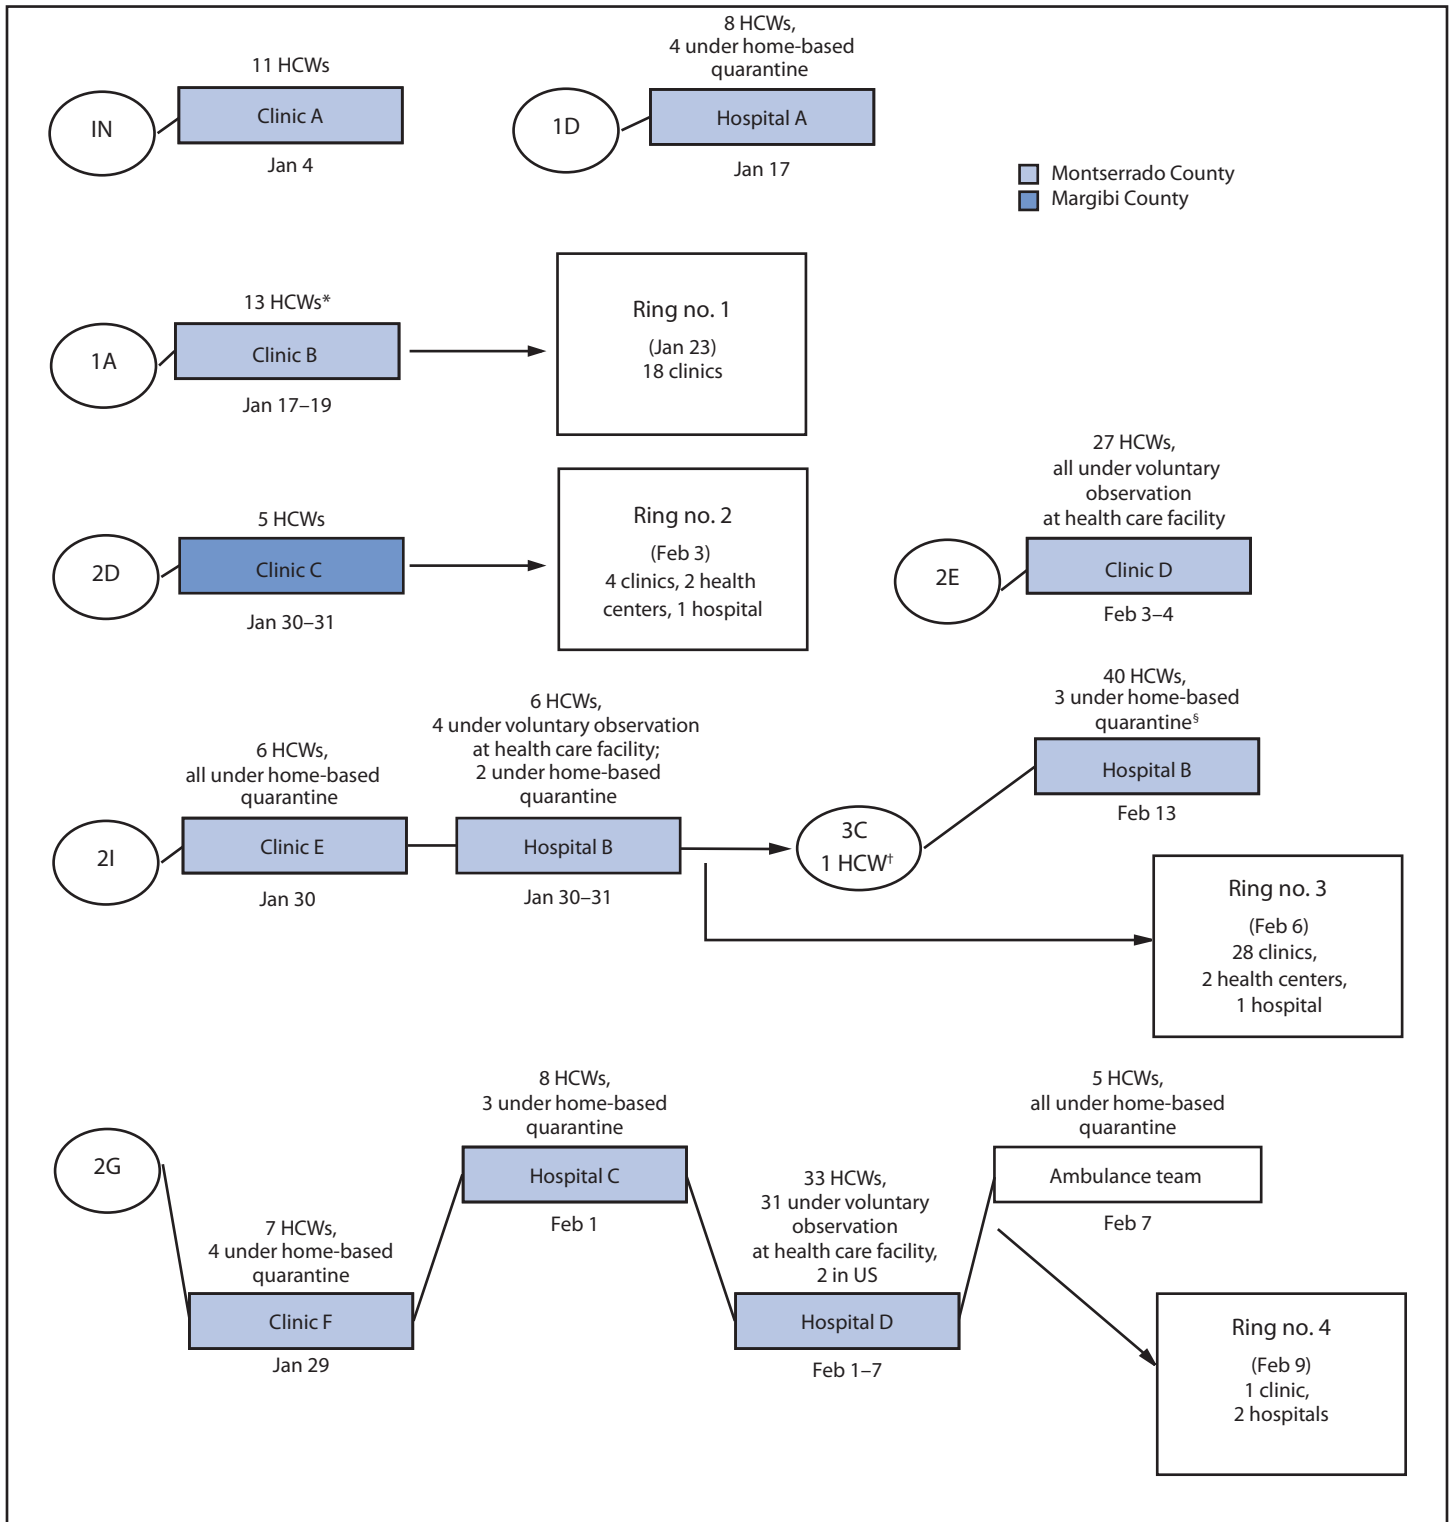 11 HCWs
IN
Clinic A
Jan 4
8 HCWs,
4 under home-based
quarantine
1D
Hospital A
Jan 17
Montserrado County
Margibi County
13 HCWs*
1A
Clinic B
Jan 17–19
Ring no. 1
(Jan 23)
18 clinics
5 HCWs
2D
Clinic C
Jan 30–31
Ring no. 2
(Feb 3)
4 clinics, 2 health
centers, 1 hospital
27 HCWs,
all under voluntary
observation
at health care facility
2E
Clinic D
Feb 3–4
6 HCWs,
all under home-based
quarantine
2I
Clinic E
Jan 30
6 HCWs,
4 under voluntary observation
at health care facility;
2 under home-based
quarantine
Hospital B
Jan 30–31
3C
1 HCW†
40 HCWs,
3 under home-based
quarantine§
Hospital B
Feb 13
Ring no. 3
(Feb 6)
28 clinics,
2 health centers,
1 hospital
2G
7 HCWs,
4 under home-based
quarantine
Clinic F
Jan 29
8 HCWs,
3 under home-based
quarantine
Hospital C
Feb 1
33 HCWs,
31 under voluntary
observation
at health care facility,
2 in US
Hospital D
Feb 1–7
5 HCWs,
all under home-based
quarantine
Ambulance team
Feb 7
Ring no. 4
(Feb 9)
1 clinic,
2 hospitals